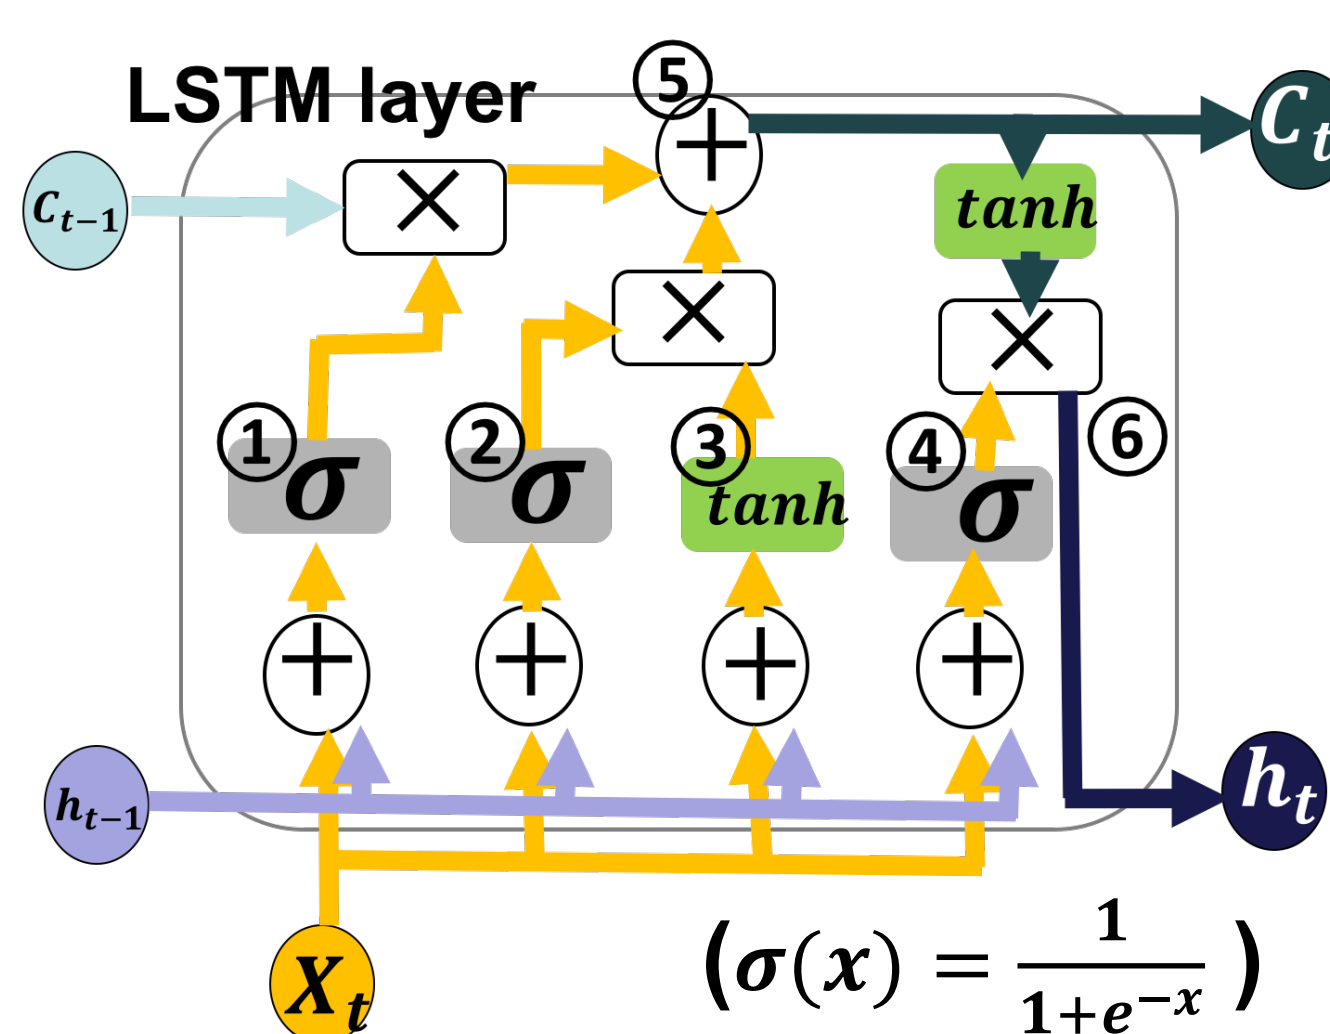 LSTM layer
⑤
+
C_t
×
tanh
C_{t-1}
×
×
① σ
② σ
③ tanh
④ σ
⑥
+ + + +
h_{t-1}
h_t
X_t
(σ(x) = \frac{1}{1+e^{-x}})